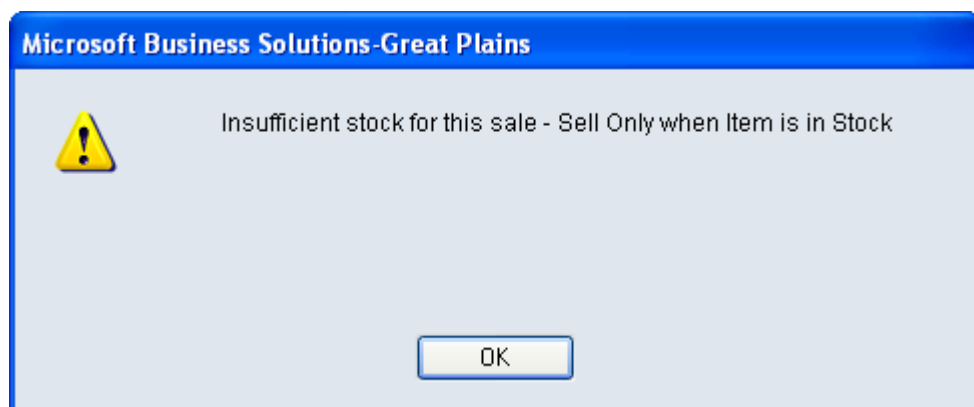 Microsoft Business Solutions-Great Plains
Insufficient stock for this sale - Sell Only when Item is in Stock
OK